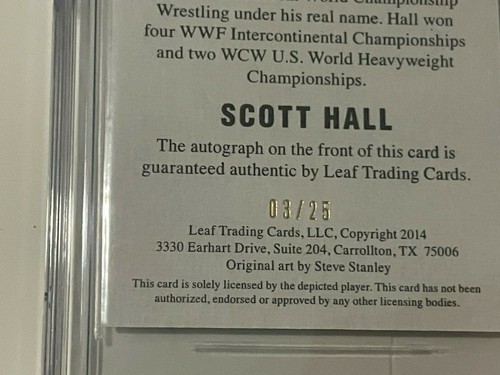 World Championship
Wrestling under his real name. Hall won
four WWF Intercontinental Championships
and two WCW U.S. World Heavyweight
Championships.
SCOTT HALL
The autograph on the front of this card is
guaranteed authentic by Leaf Trading Cards.
03/25
Leaf Trading Cards, LLC, Copyright 2014
3330 Earhart Drive, Suite 204, Carrollton, TX 75006
Original art by Steve Stanley
This card is solely licensed by the depicted player. This card has not been
authorized, endorsed or approved by any other licensing bodies.